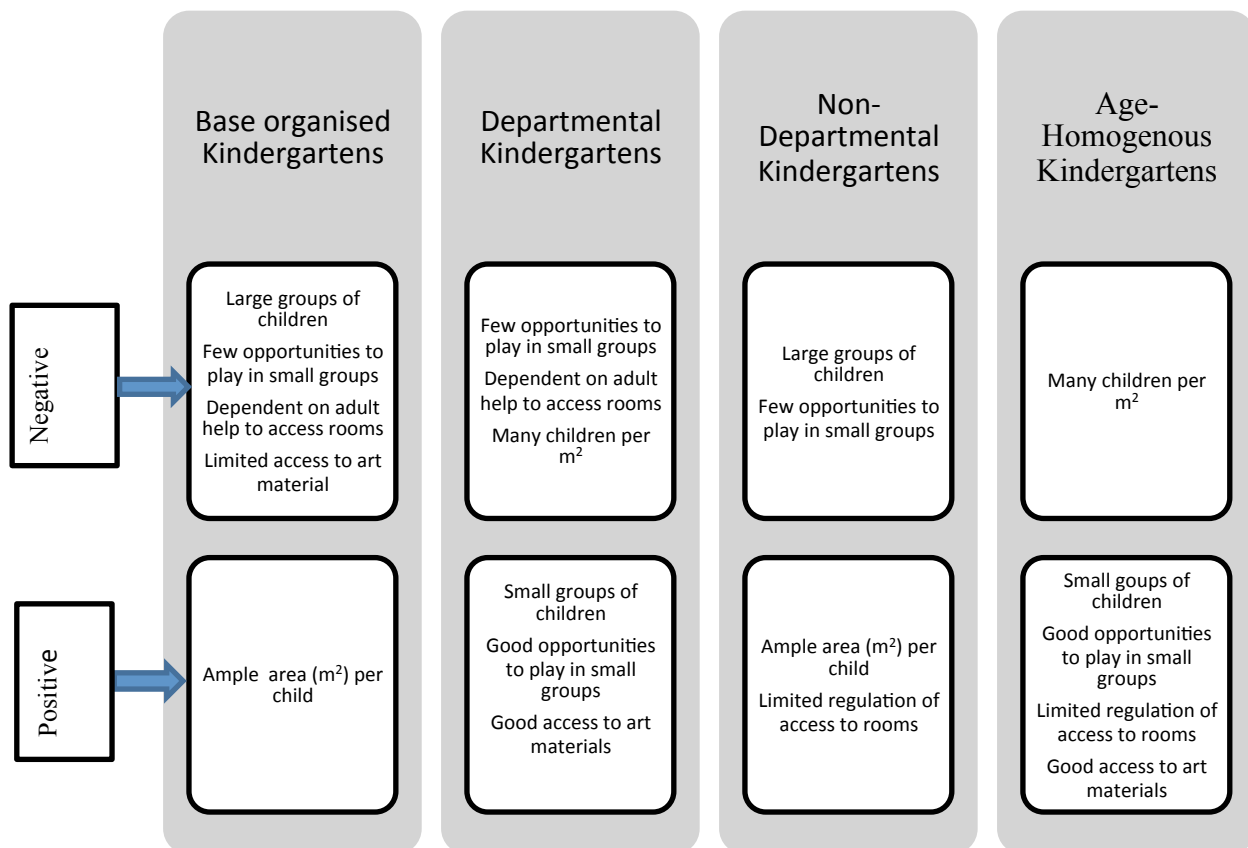 Base organised
Kindergartens
Departmental
Kindergartens
Non-
Departmental
Kindergartens
Age-
Homogenous
Kindergartens
Negative
Large groups of
children
Few opportunities to
play in small groups
Dependent on adult
help to access rooms
Limited access to art
material
Few opportunities to
play in small groups
Dependent on adult
help to access rooms
Many children per
m²
Large groups of
children
Few opportunities to
play in small groups
Many children per
m²
Positive
Ample area (m²) per
child
Small groups of
children
Good opportunities
to play in small
groups
Good access to art
materials
Ample area (m²) per
child
Limited regulation of
access to rooms
Small goups of
children
Good opportunities
to play in small
groups
Limited regulation of
access to rooms
Good access to art
materials